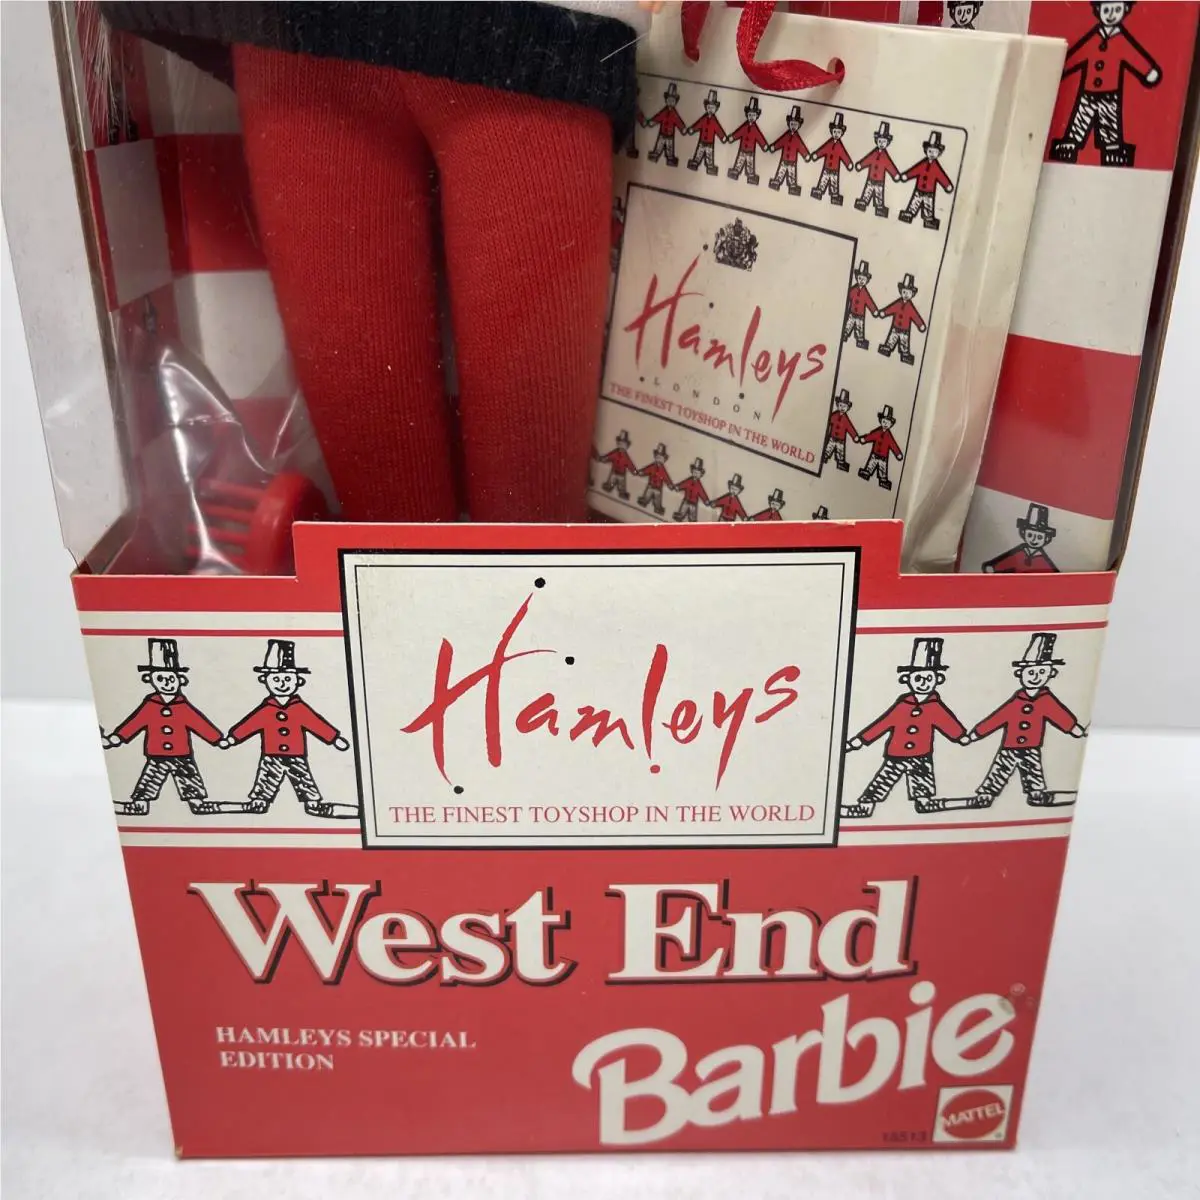 Hamleys
LONDON
THE FINEST TOYSHOP IN THE WORLD
Hamleys
THE FINEST TOYSHOP IN THE WORLD
West End
HAMLEYS SPECIAL
EDITION
Barbie®
MATTEL